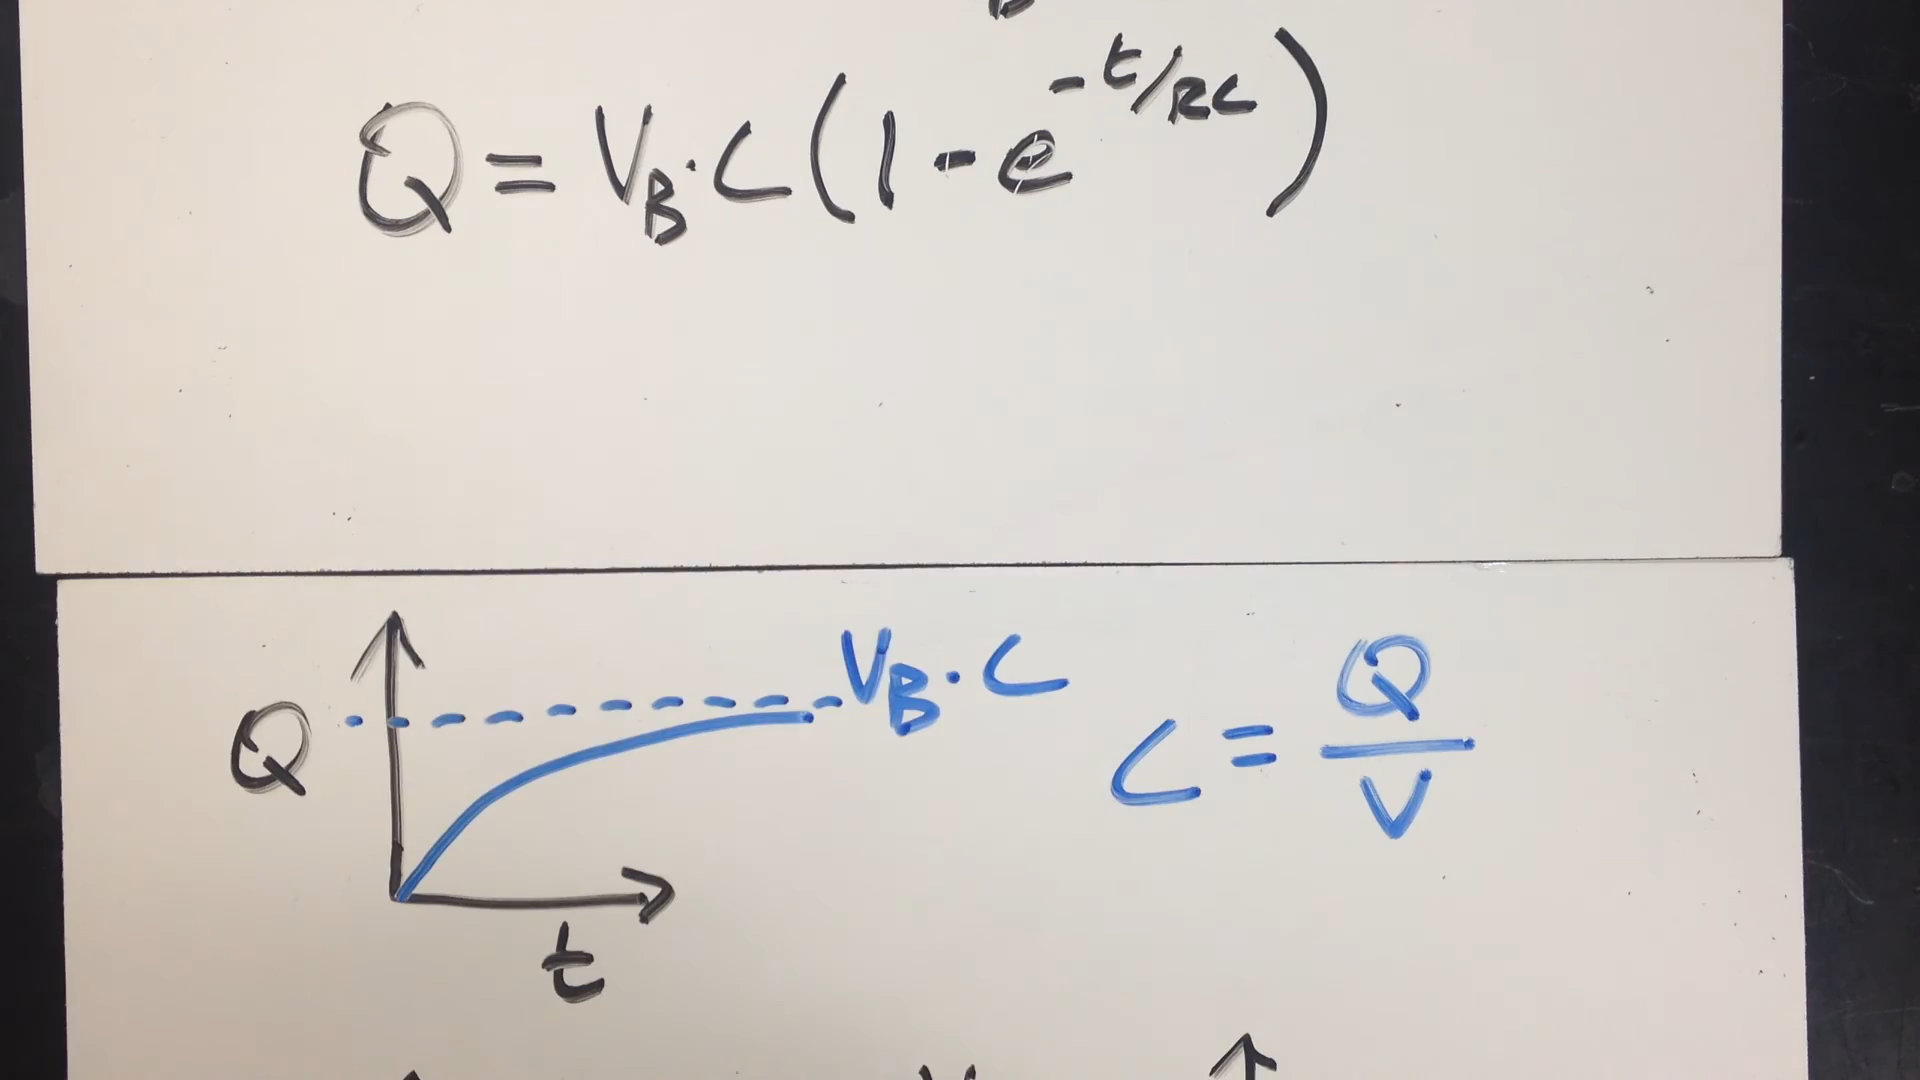 Q = V_B · C (1 - e^{-t/RC})
V_B · C
Q
C = Q/V
t